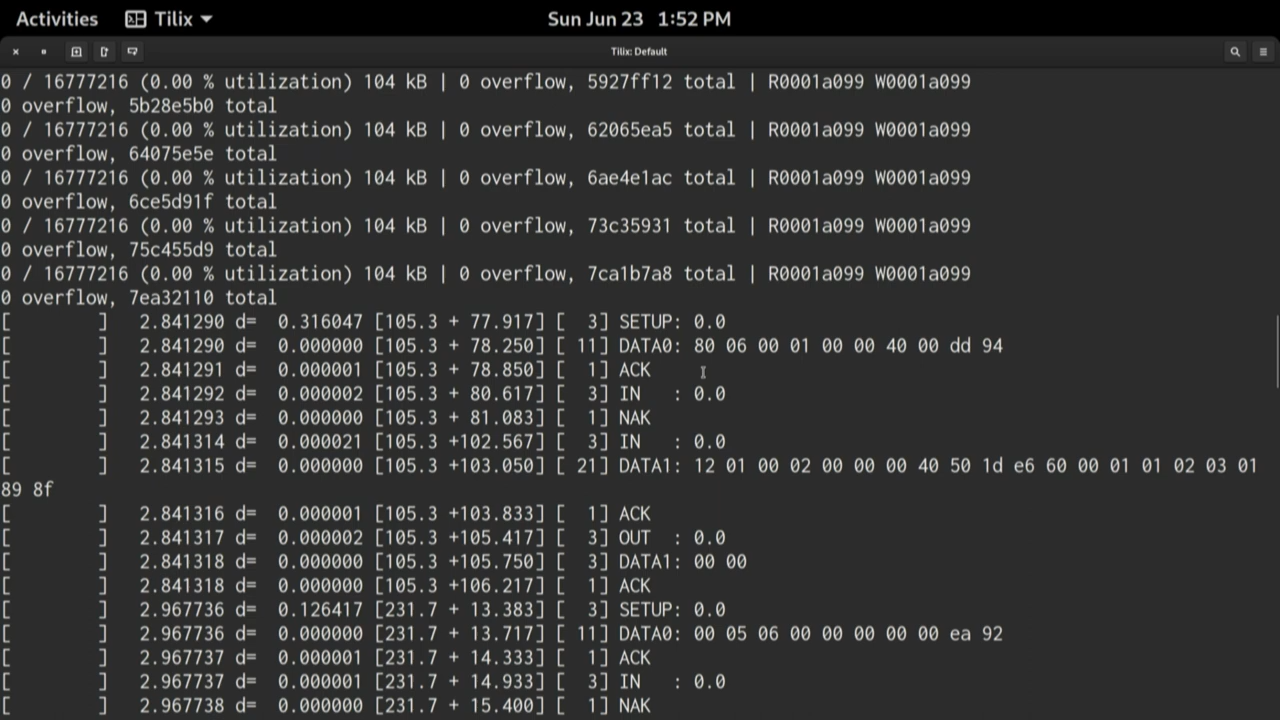 Activities Tilix Sun Jun 23 1:52 PM
Tilix: Default
0 / 16777216 (0.00 % utilization) 104 kB | 0 overflow, 5927ff12 total | R0001a099 W0001a099
0 overflow, 5b28e5b0 total
0 / 16777216 (0.00 % utilization) 104 kB | 0 overflow, 62065ea5 total | R0001a099 W0001a099
0 overflow, 64075e5e total
0 / 16777216 (0.00 % utilization) 104 kB | 0 overflow, 6ae4e1ac total | R0001a099 W0001a099
0 overflow, 6ce5d91f total
0 / 16777216 (0.00 % utilization) 104 kB | 0 overflow, 73c35931 total | R0001a099 W0001a099
0 overflow, 75c455d9 total
0 / 16777216 (0.00 % utilization) 104 kB | 0 overflow, 7ca1b7a8 total | R0001a099 W0001a099
0 overflow, 7ea32110 total
[        ]   2.841290 d=  0.316047 [105.3 + 77.917] [  3] SETUP: 0.0
[        ]   2.841290 d=  0.000000 [105.3 + 78.250] [ 11] DATA0: 80 06 00 01 00 00 40 00 dd 94
[        ]   2.841291 d=  0.000001 [105.3 + 78.850] [  1] ACK
[        ]   2.841292 d=  0.000002 [105.3 + 80.617] [  3] IN   : 0.0
[        ]   2.841293 d=  0.000000 [105.3 + 81.083] [  1] NAK
[        ]   2.841314 d=  0.000021 [105.3 +102.567] [  3] IN   : 0.0
[        ]   2.841315 d=  0.000000 [105.3 +103.050] [ 21] DATA1: 12 01 00 02 00 00 00 40 50 1d e6 60 00 01 01 02 03 01
89 8f
[        ]   2.841316 d=  0.000001 [105.3 +103.833] [  1] ACK
[        ]   2.841317 d=  0.000002 [105.3 +105.417] [  3] OUT  : 0.0
[        ]   2.841318 d=  0.000000 [105.3 +105.750] [  3] DATA1: 00 00
[        ]   2.841318 d=  0.000000 [105.3 +106.217] [  1] ACK
[        ]   2.967736 d=  0.126417 [231.7 + 13.383] [  3] SETUP: 0.0
[        ]   2.967736 d=  0.000000 [231.7 + 13.717] [ 11] DATA0: 00 05 06 00 00 00 00 00 ea 92
[        ]   2.967737 d=  0.000001 [231.7 + 14.333] [  1] ACK
[        ]   2.967737 d=  0.000001 [231.7 + 14.933] [  3] IN   : 0.0
[        ]   2.967738 d=  0.000000 [231.7 + 15.400] [  1] NAK